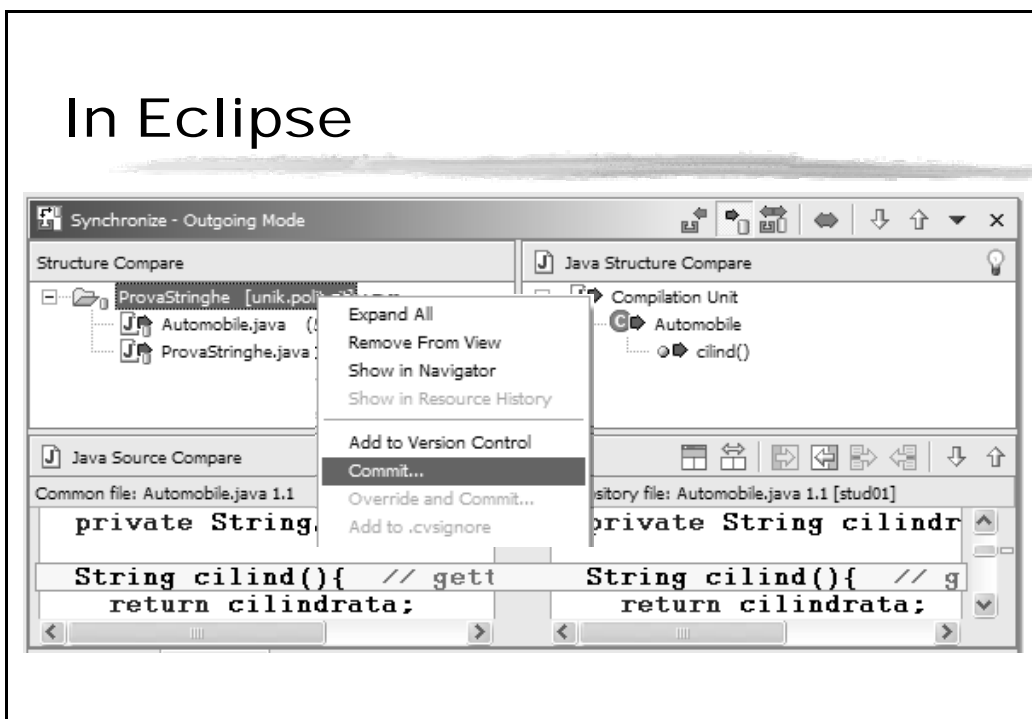 In Eclipse
Synchronize - Outgoing Mode
Structure Compare
Java Structure Compare
ProvaStringhe [unik.poli
Automobile.java
ProvaStringhe.java
Compilation Unit
Automobile
cilind()
Expand All
Remove From View
Show in Navigator
Show in Resource History
Add to Version Control
Commit...
Override and Commit...
Add to .cvsignore
Java Source Compare
Common file: Automobile.java 1.1
private String
String cilind(){ // gett
return cilindrata;
sitory file: Automobile.java 1.1 [stud01]
private String cilindr
String cilind(){ // g
return cilindrata;